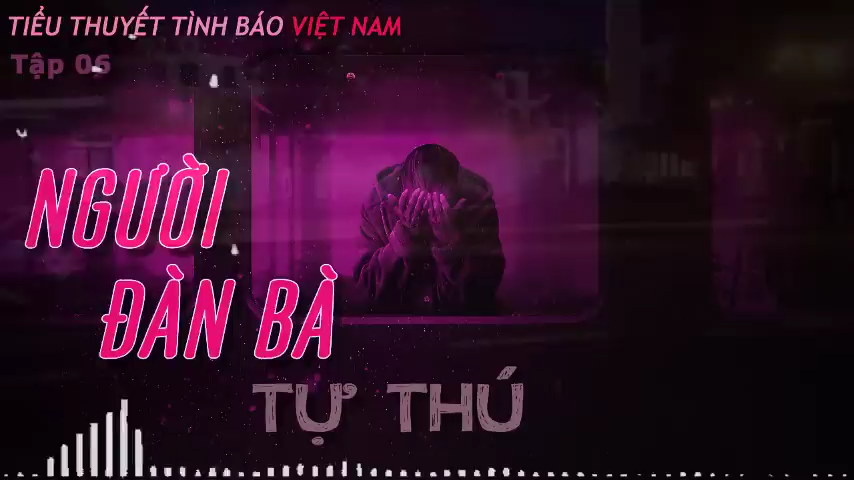 TIỂU THUYẾT TÌNH BÁO VIỆT NAM
Tập 06
NGƯỜI
ĐÀN BÀ
TỰ THÚ